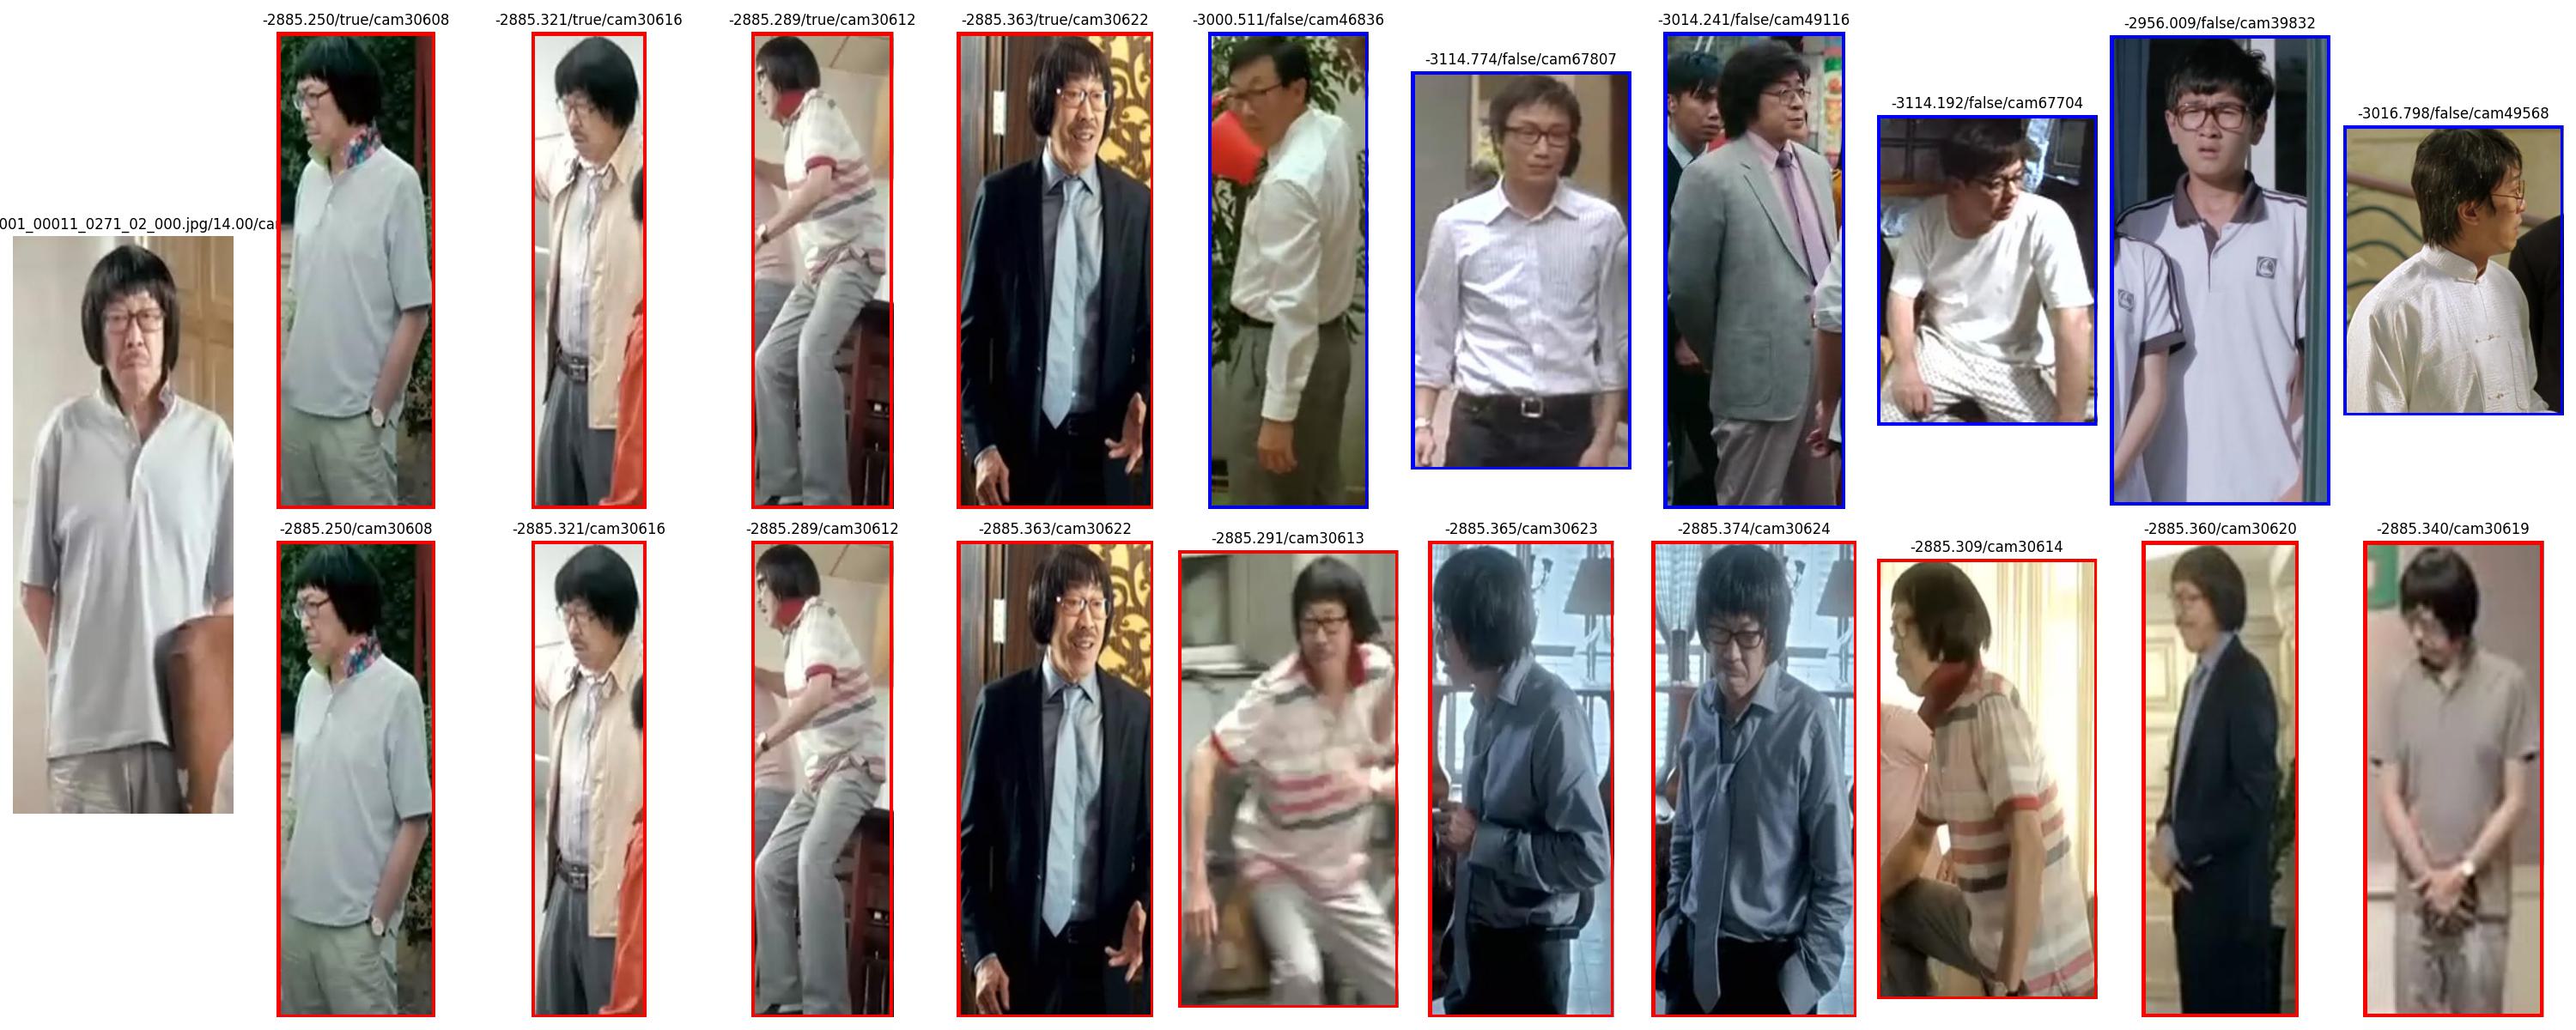 -2885.250/true/cam30608
-2885.321/true/cam30616
-2885.289/true/cam30612
-2885.363/true/cam30622
-3000.511/false/cam46836
-3114.774/false/cam67807
-3014.241/false/cam49116
-3114.192/false/cam67704
-2956.009/false/cam39832
-3016.798/false/cam49568
001_00011_0271_02_000.jpg/14.00/ca
-2885.250/cam30608
-2885.321/cam30616
-2885.289/cam30612
-2885.363/cam30622
-2885.291/cam30613
-2885.365/cam30623
-2885.374/cam30624
-2885.309/cam30614
-2885.360/cam30620
-2885.340/cam30619